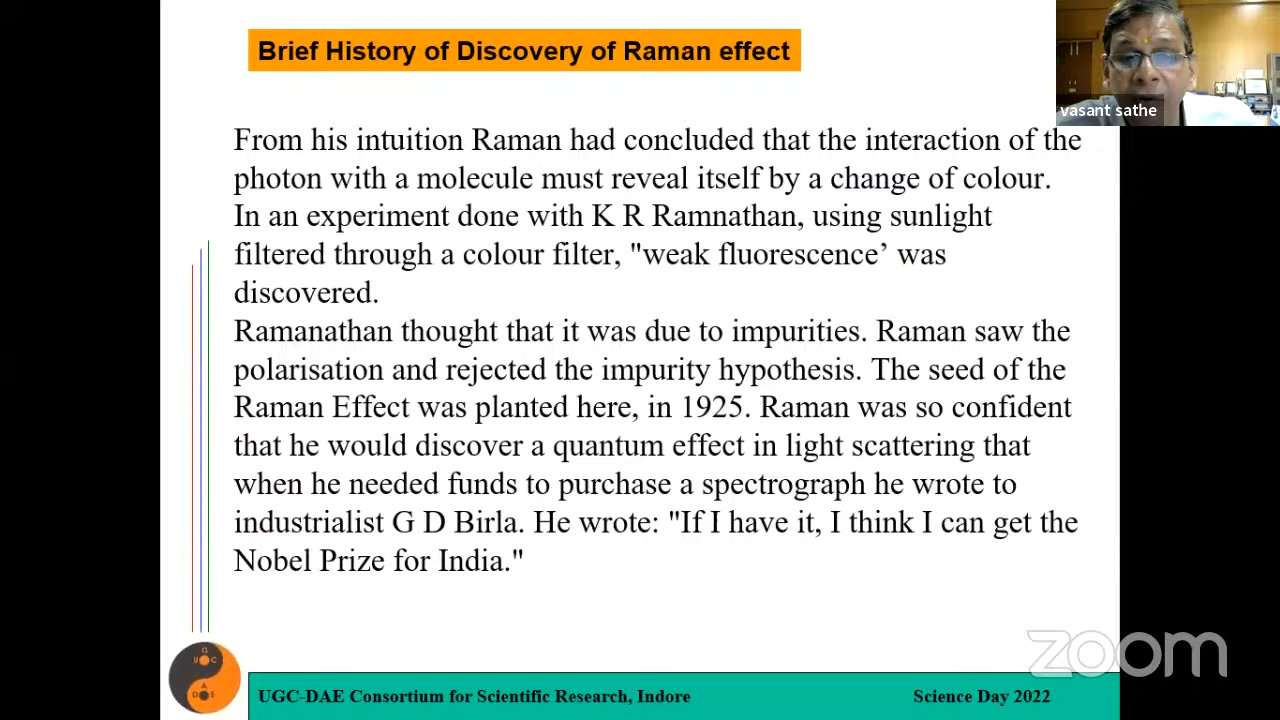 Brief History of Discovery of Raman effect
vasant sathe
From his intuition Raman had concluded that the interaction of the
photon with a molecule must reveal itself by a change of colour.
In an experiment done with K R Ramnathan, using sunlight
filtered through a colour filter, "weak fluorescence’ was
discovered.
Ramanathan thought that it was due to impurities. Raman saw the
polarisation and rejected the impurity hypothesis. The seed of the
Raman Effect was planted here, in 1925. Raman was so confident
that he would discover a quantum effect in light scattering that
when he needed funds to purchase a spectrograph he wrote to
industrialist G D Birla. He wrote: "If I have it, I think I can get the
Nobel Prize for India."
zoom
G
U C
A
D E
UGC-DAE Consortium for Scientific Research, Indore
Science Day 2022